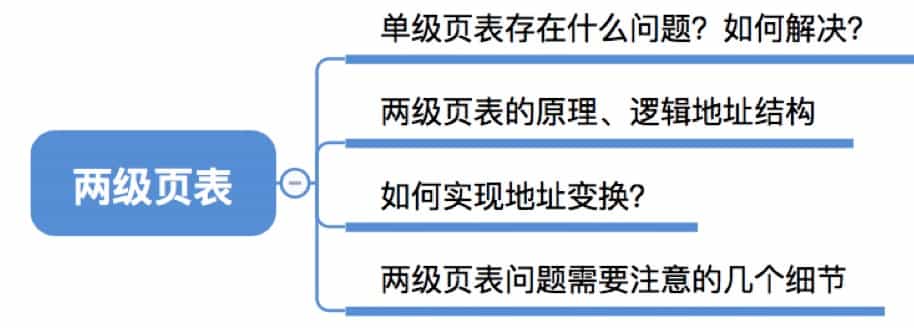 单级页表存在什么问题？如何解决？
两级页表的原理、逻辑地址结构
两级页表
如何实现地址变换？
两级页表问题需要注意的几个细节